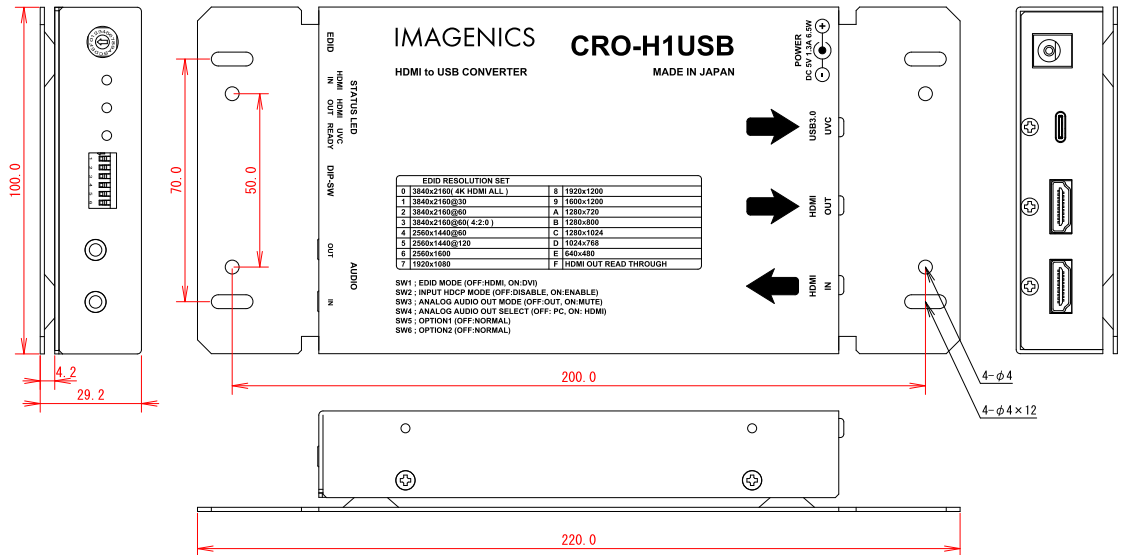 IMAGENICS
CRO-H1USB
HDMI to USB CONVERTER
MADE IN JAPAN
POWER
DC 5V 1.3A 6.5W
EDID
HDMI IN
HDMI OUT
UVC READY
STATUS LED
DIP-SW
OUT
AUDIO
IN
USB3.0 UVC
HDMI OUT
HDMI IN
EDID RESOLUTION SET
0 3840x2160( 4K HDMI ALL ) 8 1920x1200
1 3840x2160@30 9 1600x1200
2 3840x2160@60 A 1280x720
3 3840x2160@60( 4:2:0 ) B 1280x800
4 2560x1440@60 C 1280x1024
5 2560x1440@120 D 1024x768
6 2560x1600 E 640x480
7 1920x1080 F HDMI OUT READ THROUGH
SW1 ; EDID MODE (OFF:HDMI, ON:DVI)
SW2 ; INPUT HDCP MODE (OFF:DISABLE, ON:ENABLE)
SW3 ; ANALOG AUDIO OUT MODE (OFF:OUT, ON:MUTE)
SW4 ; ANALOG AUDIO OUT SELECT (OFF: PC, ON: HDMI)
SW5 ; OPTION1 (OFF:NORMAL)
SW6 ; OPTION2 (OFF:NORMAL)
100.0
70.0
50.0
4.2
29.2
200.0
4-φ4
4-φ4×12
220.0